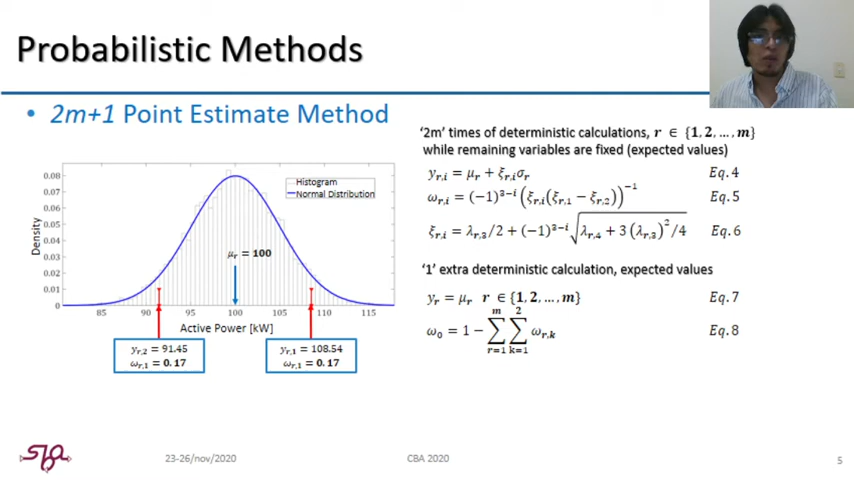 Probabilistic Methods
• 2m+1 Point Estimate Method
'2m' times of deterministic calculations, r ∈ {1, 2, ..., m}
while remaining variables are fixed (expected values)
y_{r,i} = μ_r + ξ_{r,i}σ_r Eq.4
ω_{r,i} = (−1)^{3−i} (ξ_{r,i}(ξ_{r,1} − ξ_{r,2}))^{−1} Eq.5
ξ_{r,i} = λ_{r,3}/2 + (−1)^{3−i} √(λ_{r,4} + 3(λ_{r,3})^2/4) Eq.6
'1' extra deterministic calculation, expected values
y_r = μ_r r ∈ {1, 2, ..., m} Eq.7
ω_0 = 1 − ∑_{r=1}^{m} ∑_{k=1}^{2} ω_{r,k} Eq.8
Histogram
Normal Distribution
Density
0.08
0.07
0.06
0.05
0.04
0.03
0.02
0.01
0
μ_r = 100
85 90 95 100 105 110 115
Active Power [kW]
y_{r,2} = 91.45
ω_{r,1} = 0.17
y_{r,1} = 108.54
ω_{r,1} = 0.17
sba
23-26/nov/2020
CBA 2020
5